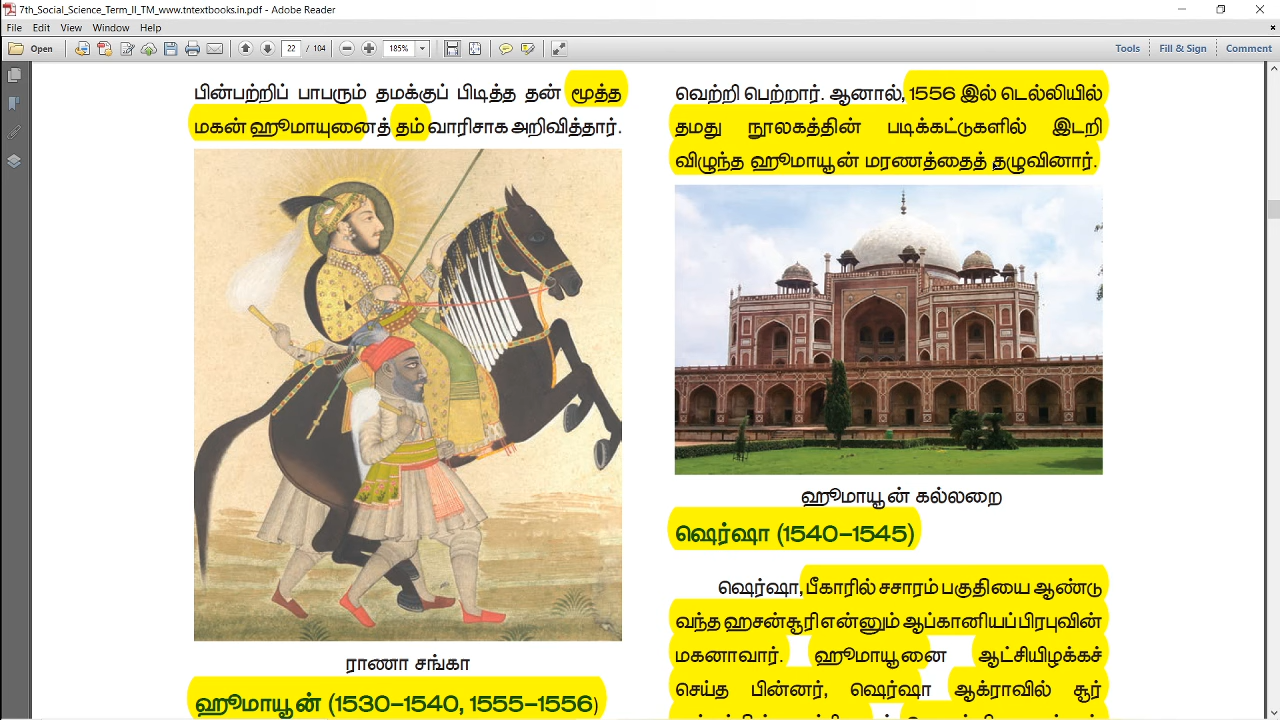 7th_Social_Science_Term_II_TM_www.tntextbooks.in.pdf - Adobe Reader
File Edit View Window Help
Open 22 / 104 185% Tools Fill & Sign Comment
பின்பற்றிப் பாபரும் தமக்குப் பிடித்த தன் மூத்த
மகன் ஹூமாயுனைத் தம் வாரிசாக அறிவித்தார்.
ராணா சங்கா
ஹூமாயூன் (1530–1540, 1555–1556)
வெற்றி பெற்றார். ஆனால், 1556 இல் டெல்லியில்
தமது நூலகத்தின் படிக்கட்டுகளில் இடறி
விழுந்த ஹூமாயூன் மரணத்தைத் தழுவினார்.
ஹூமாயூன் கல்லறை
ஷெர்ஷா (1540–1545)
ஷெர்ஷா, பீகாரில் சசாரம் பகுதியை ஆண்டு
வந்த ஹசன்சூரி என்னும் ஆப்கானியப் பிரபுவின்
மகனாவார். ஹூமாயூனை ஆட்சியிழக்கச்
செய்த பின்னர், ஷெர்ஷா ஆக்ராவில் சூர்